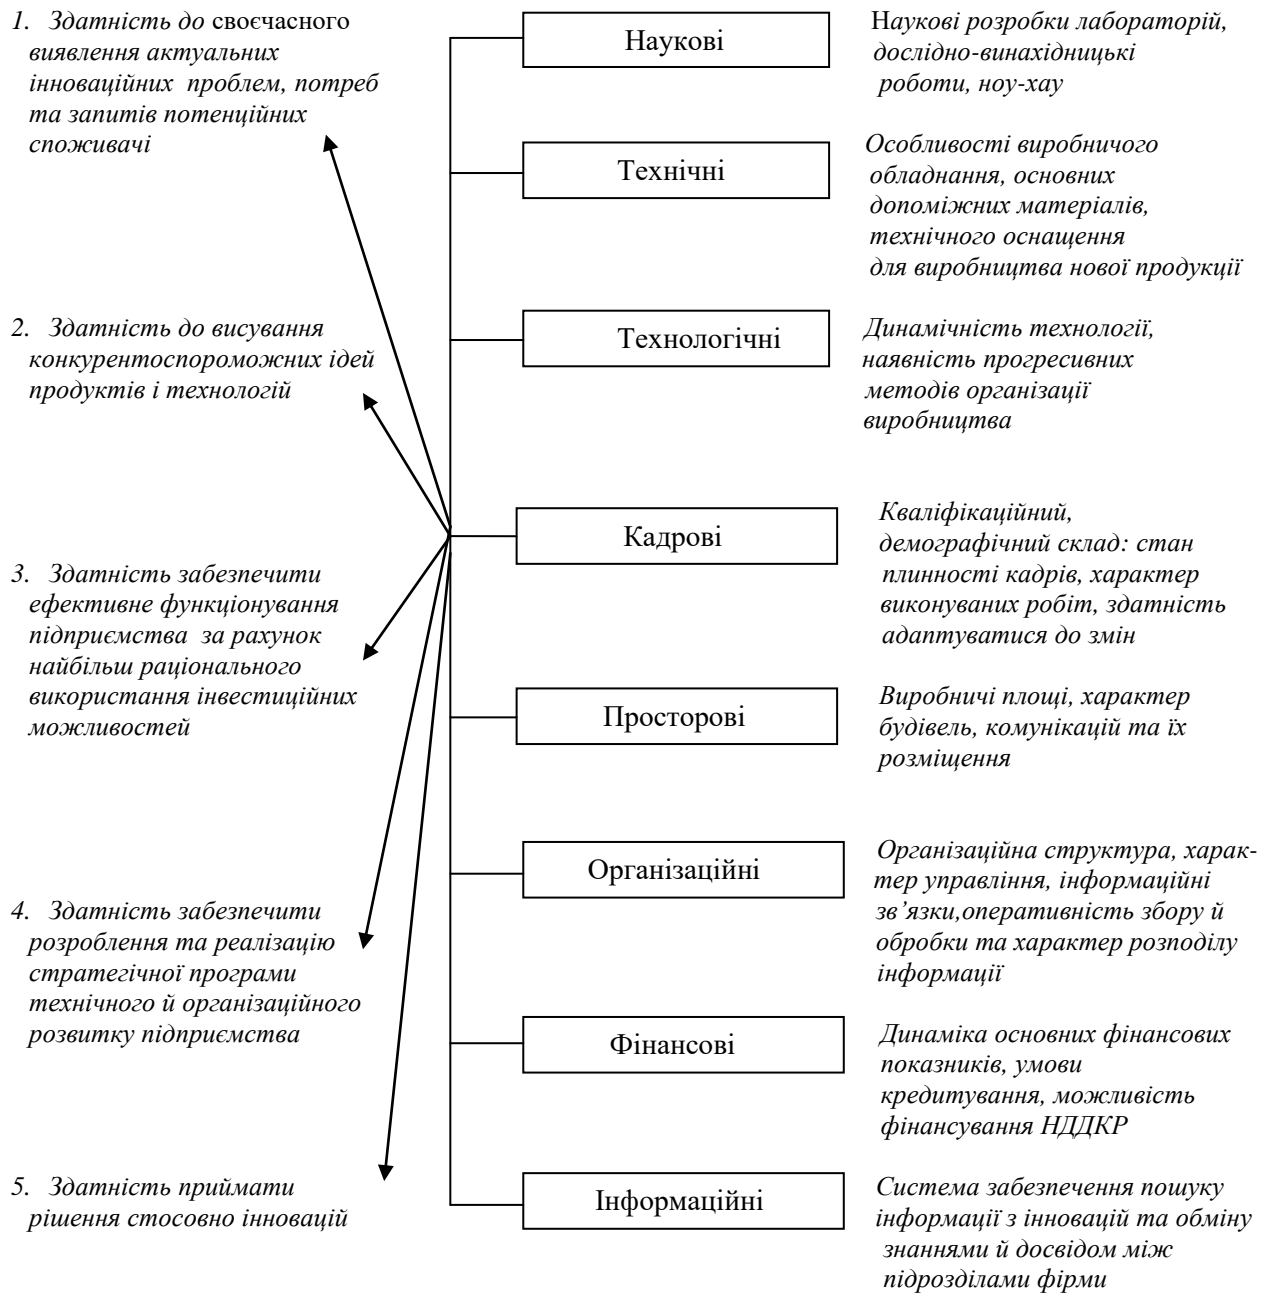 1. Здатність до своєчасного
виявлення актуальних
інноваційних проблем, потреб
та запитів потенційних
споживачі
2. Здатність до висування
конкурентоспороможних ідей
продуктів і технологій
3. Здатність забезпечити
ефективне функціонування
підприємства за рахунок
найбільш раціонального
використання інвестиційних
можливостей
4. Здатність забезпечити
розроблення та реалізацію
стратегічної програми
технічного й організаційного
розвитку підприємства
5. Здатність приймати
рішення стосовно інновацій
Наукові
Наукові розробки лабораторій,
дослідно-винахідницькі
роботи, ноу-хау
Технічні
Особливості виробничого
обладнання, основних
допоміжних матеріалів,
технічного оснащення
для виробництва нової продукції
Технологічні
Динамічність технології,
наявність прогресивних
методів організації
виробництва
Кадрові
Кваліфікаційний,
демографічний склад: стан
плинності кадрів, характер
виконуваних робіт, здатність
адаптуватися до змін
Просторові
Виробничі площі, характер
будівель, комунікацій та їх
розміщення
Організаційні
Організаційна структура, харак-
тер управління, інформаційні
зв’язки,оперативність збору й
обробки та характер розподілу
інформації
Фінансові
Динаміка основних фінансових
показників, умови
кредитування, можливість
фінансування НДДКР
Інформаційні
Система забезпечення пошуку
інформації з інновацій та обміну
знаннями й досвідом між
підрозділами фірми